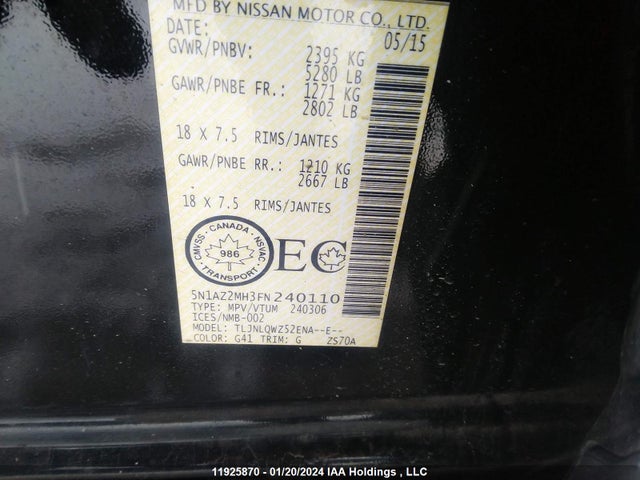 MFD BY NISSAN MOTOR CO., LTD.
DATE: 05/15
GVWR/PNBV: 2395 KG
5280 LB
GAWR/PNBE FR.: 1271 KG
2802 LB
18 X 7.5 RIMS/JANTES
GAWR/PNBE RR.: 1210 KG
2667 LB
18 X 7.5 RIMS/JANTES
CMVSS · CANADA · NSVAC
986
TRANSPORT
EC
5N1AZ2MH3FN240110
TYPE: MPV/VTUM 240306
ICES/NMB-002
MODEL: TLJNLQWZ52ENA--E--
COLOR: G41 TRIM: G ZS70A
11925870 - 01/20/2024 IAA Holdings , LLC